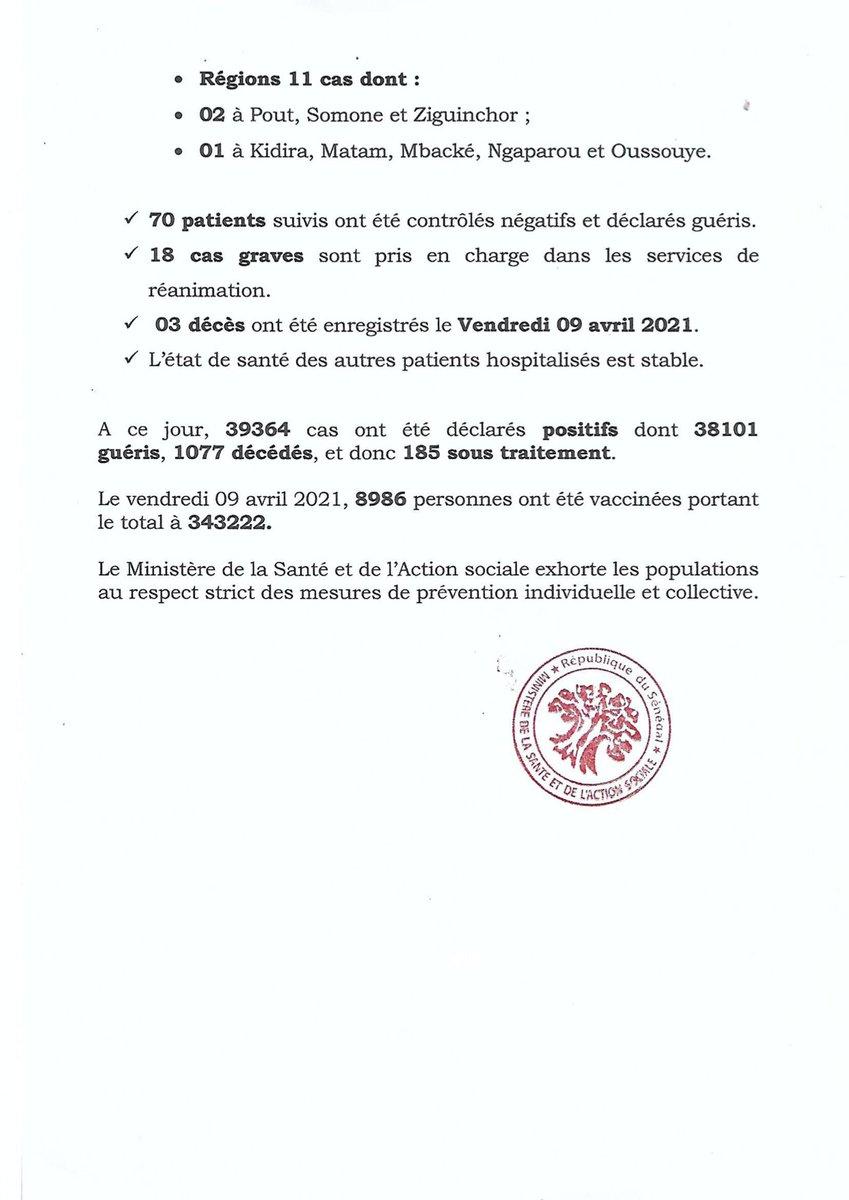 • Régions 11 cas dont :
• 02 à Pout, Somone et Ziguinchor ;
• 01 à Kidira, Matam, Mbacké, Ngaparou et Oussouye.
✓ 70 patients suivis ont été contrôlés négatifs et déclarés guéris.
✓ 18 cas graves sont pris en charge dans les services de
réanimation.
✓ 03 décès ont été enregistrés le Vendredi 09 avril 2021.
✓ L’état de santé des autres patients hospitalisés est stable.
A ce jour, 39364 cas ont été déclarés positifs dont 38101
guéris, 1077 décédés, et donc 185 sous traitement.
Le vendredi 09 avril 2021, 8986 personnes ont été vaccinées portant
le total à 343222.
Le Ministère de la Santé et de l’Action sociale exhorte les populations
au respect strict des mesures de prévention individuelle et collective.
★ République du Sénégal ★
MINISTERE DE LA SANTE ET DE L'ACTION SOCIALE